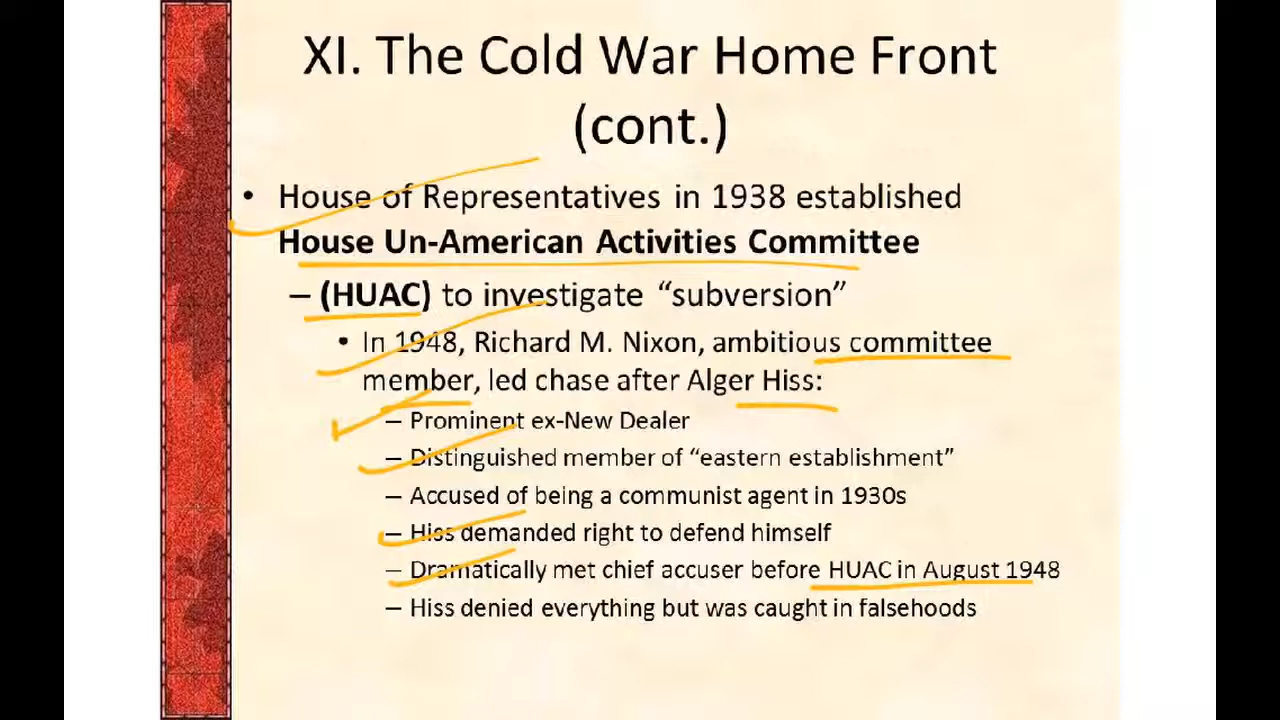 XI. The Cold War Home Front
(cont.)
• House of Representatives in 1938 established
House Un-American Activities Committee
– (HUAC) to investigate “subversion”
• In 1948, Richard M. Nixon, ambitious committee
member, led chase after Alger Hiss:
– Prominent ex-New Dealer
– Distinguished member of “eastern establishment”
– Accused of being a communist agent in 1930s
– Hiss demanded right to defend himself
– Dramatically met chief accuser before HUAC in August 1948
– Hiss denied everything but was caught in falsehoods